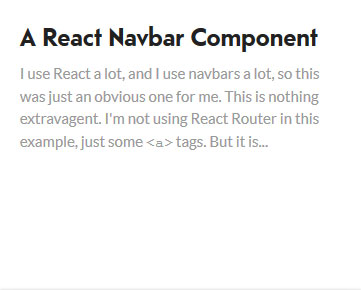 A React Navbar Component
I use React a lot, and I use navbars a lot, so this
was just an obvious one for me. This is nothing
extravagent. I'm not using React Router in this
example, just some <a> tags. But it is...